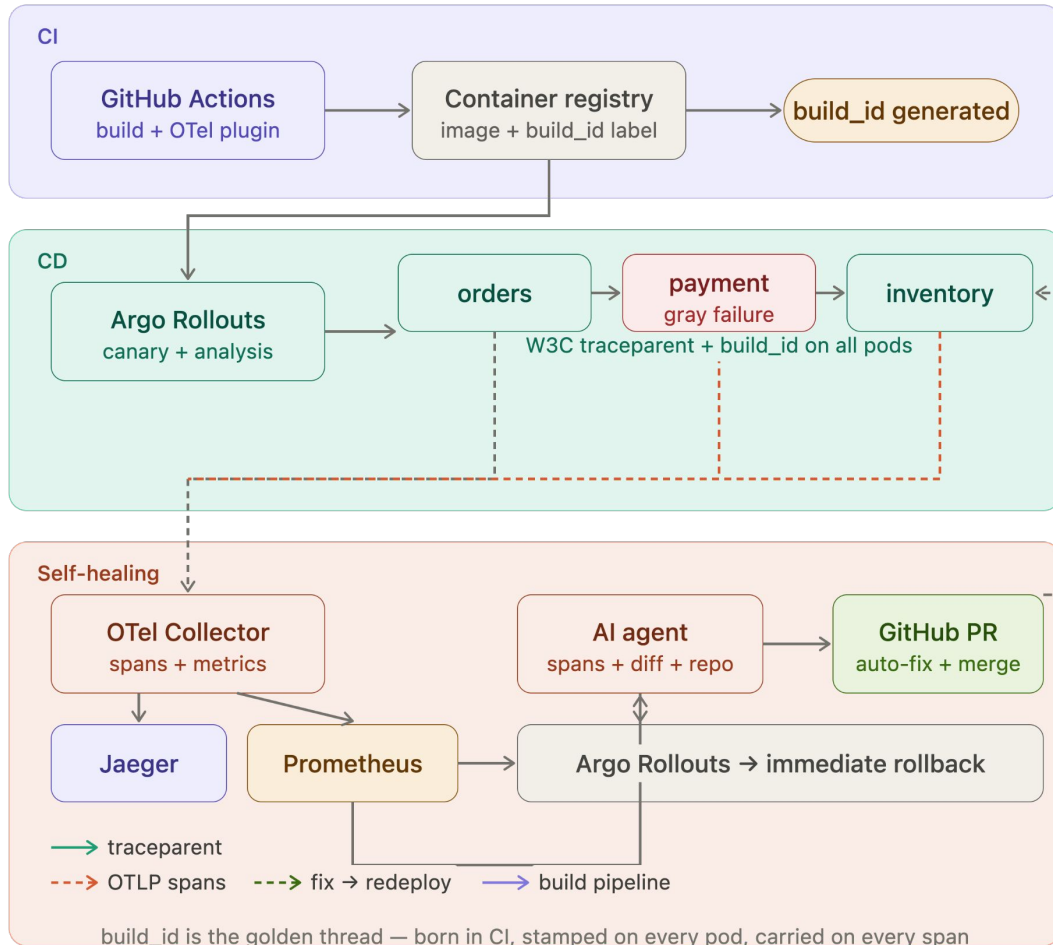 CI
GitHub Actions
build + OTel plugin
Container registry
image + build_id label
build_id generated
CD
Argo Rollouts
canary + analysis
orders
payment
gray failure
inventory
W3C traceparent + build_id on all pods
Self-healing
OTel Collector
spans + metrics
AI agent
spans + diff + repo
GitHub PR
auto-fix + merge
Jaeger
Prometheus
Argo Rollouts → immediate rollback
traceparent
OTLP spans
fix → redeploy
build pipeline
build_id is the golden thread — born in CI, stamped on every pod, carried on every span